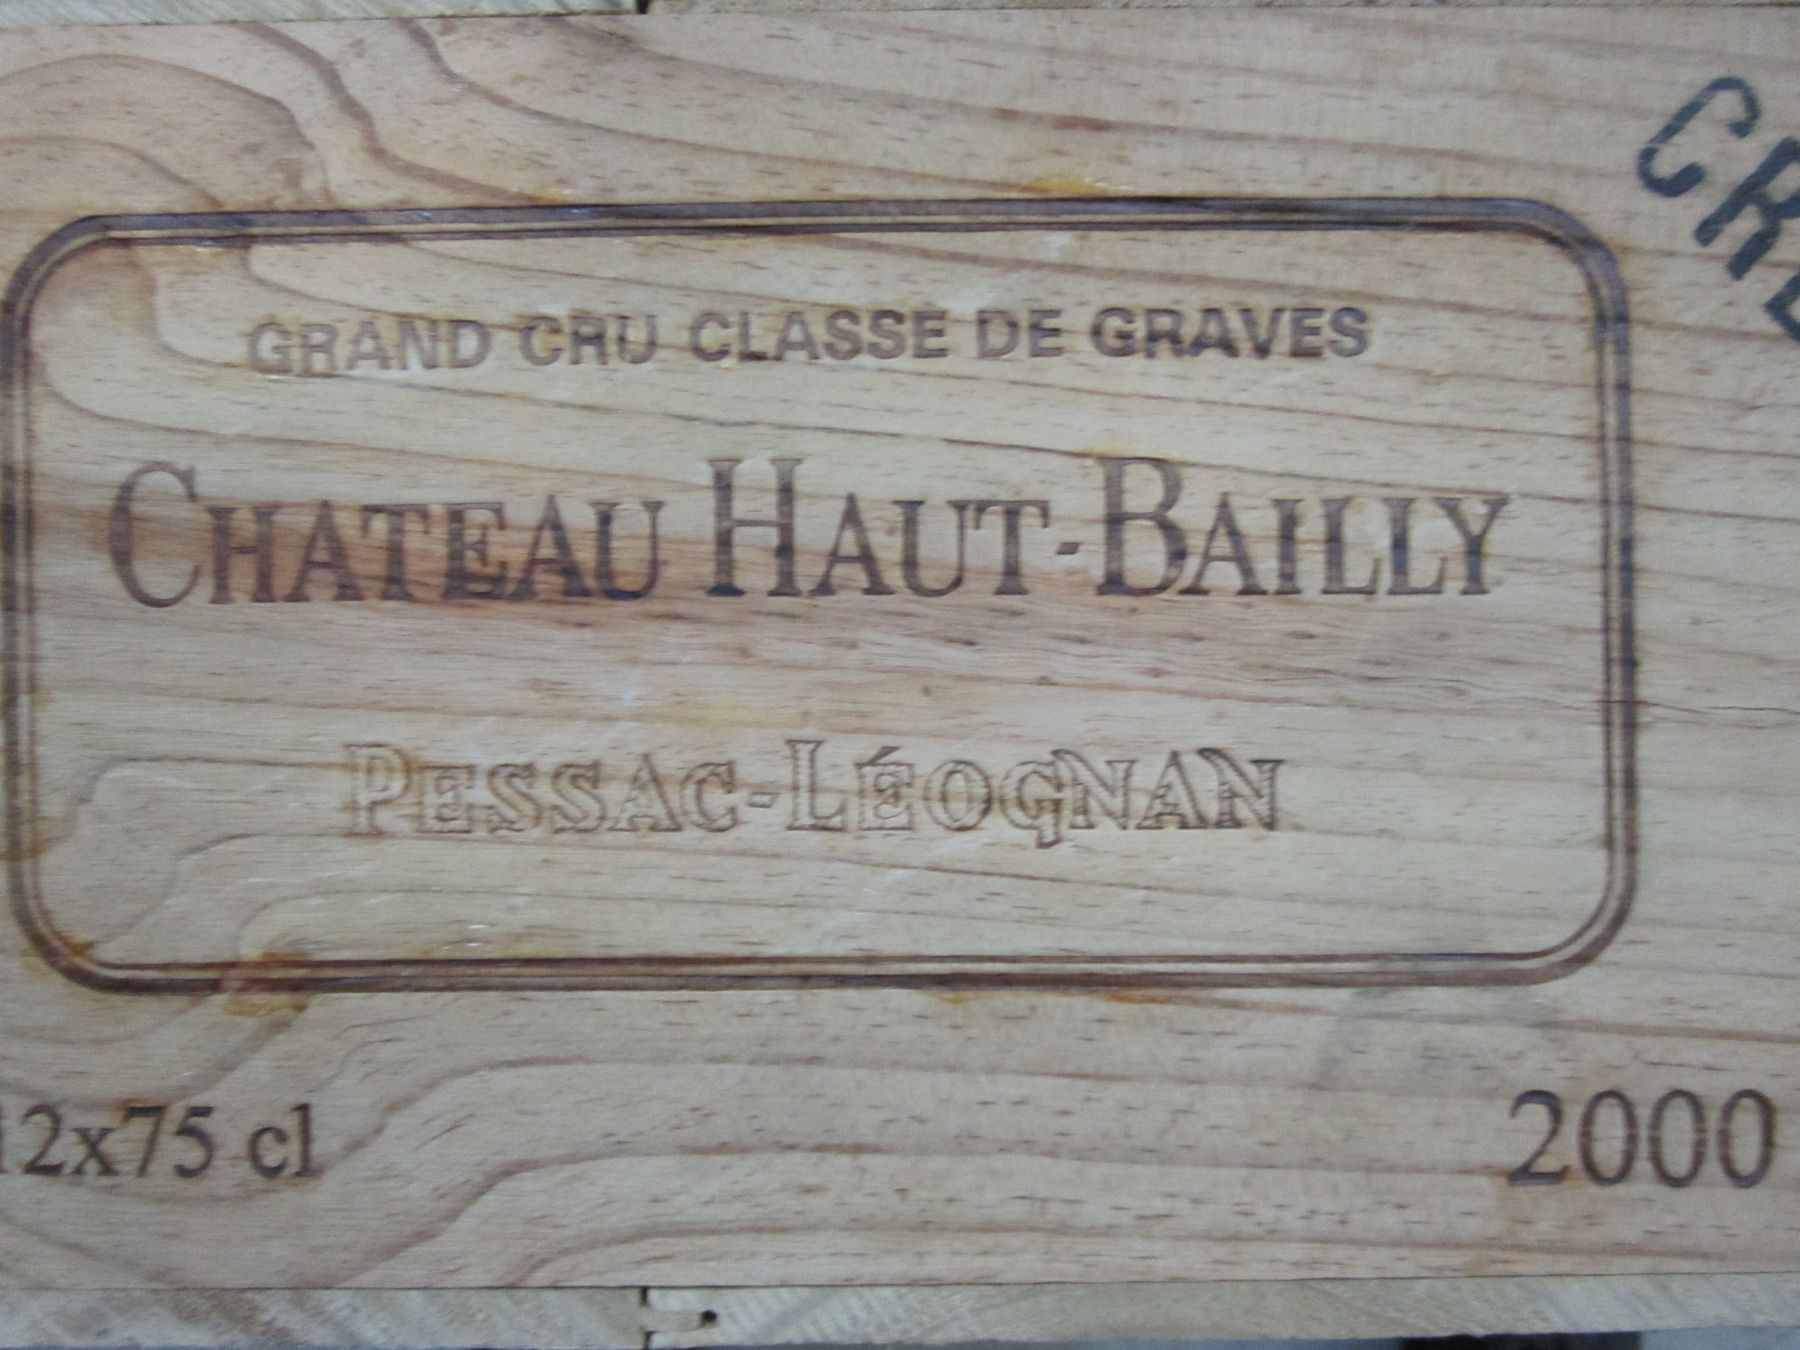 GRAND CRU CLASSE DE GRAVES
CHATEAU HAUT-BAILLY
PESSAC-LÉOGNAN
12x75 cl
2000